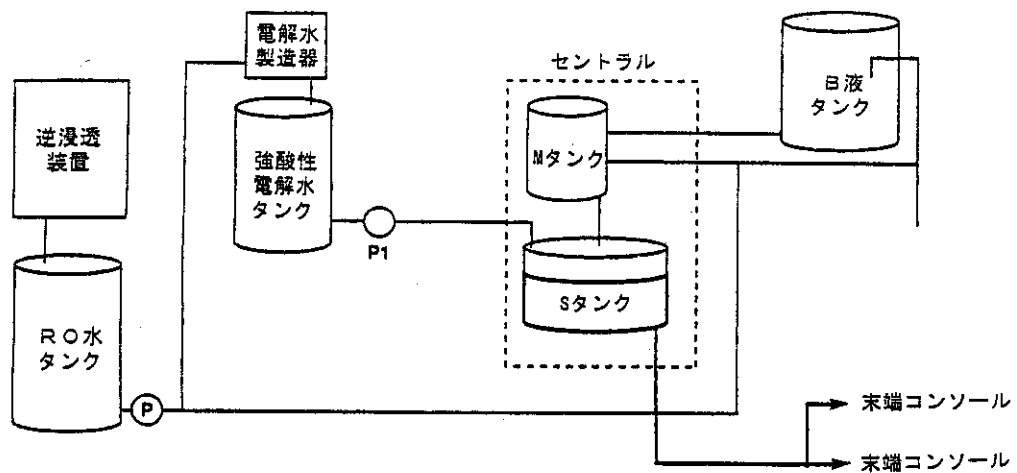 電解水
製造器
セントラル
B液
タンク
逆浸透
装置
強酸性
電解水
タンク
Mタンク
P1
Sタンク
RO水
タンク
P
末端コンソール
末端コンソール